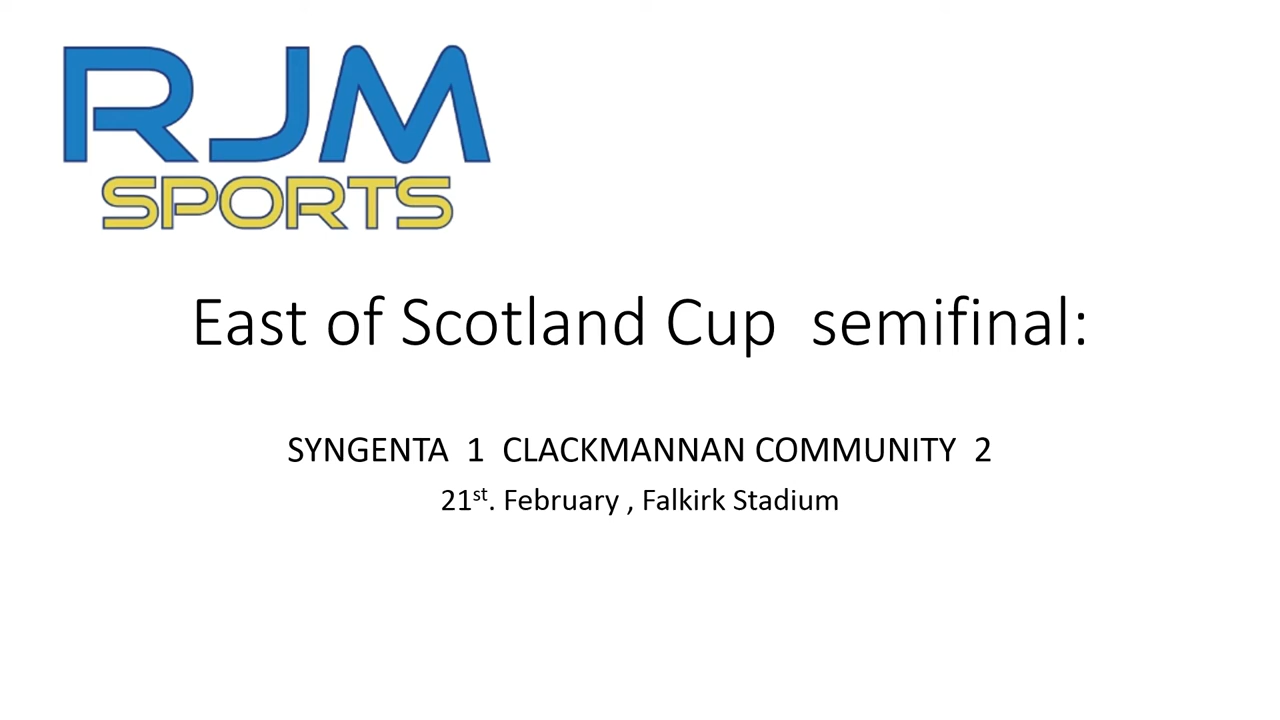 RJM
SPORTS
East of Scotland Cup  semifinal:
SYNGENTA  1  CLACKMANNAN COMMUNITY  2
21st. February , Falkirk Stadium